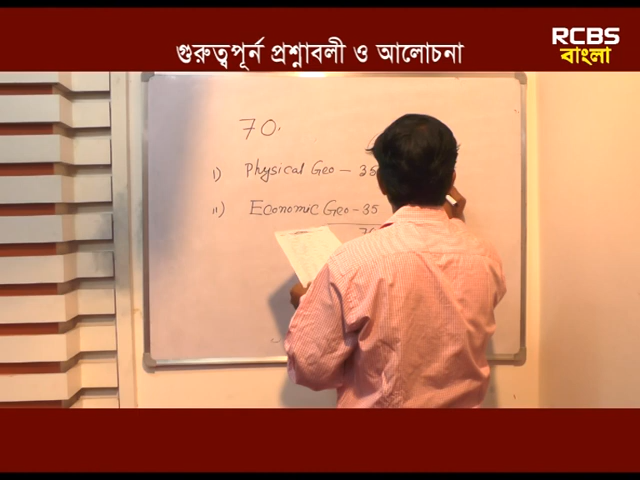 গুরুত্বপূর্ন প্রশ্নাবলী ও আলোচনা
RCBS
বাংলা
70.
i) Physical Geo - 35
ii) Economic Geo - 35